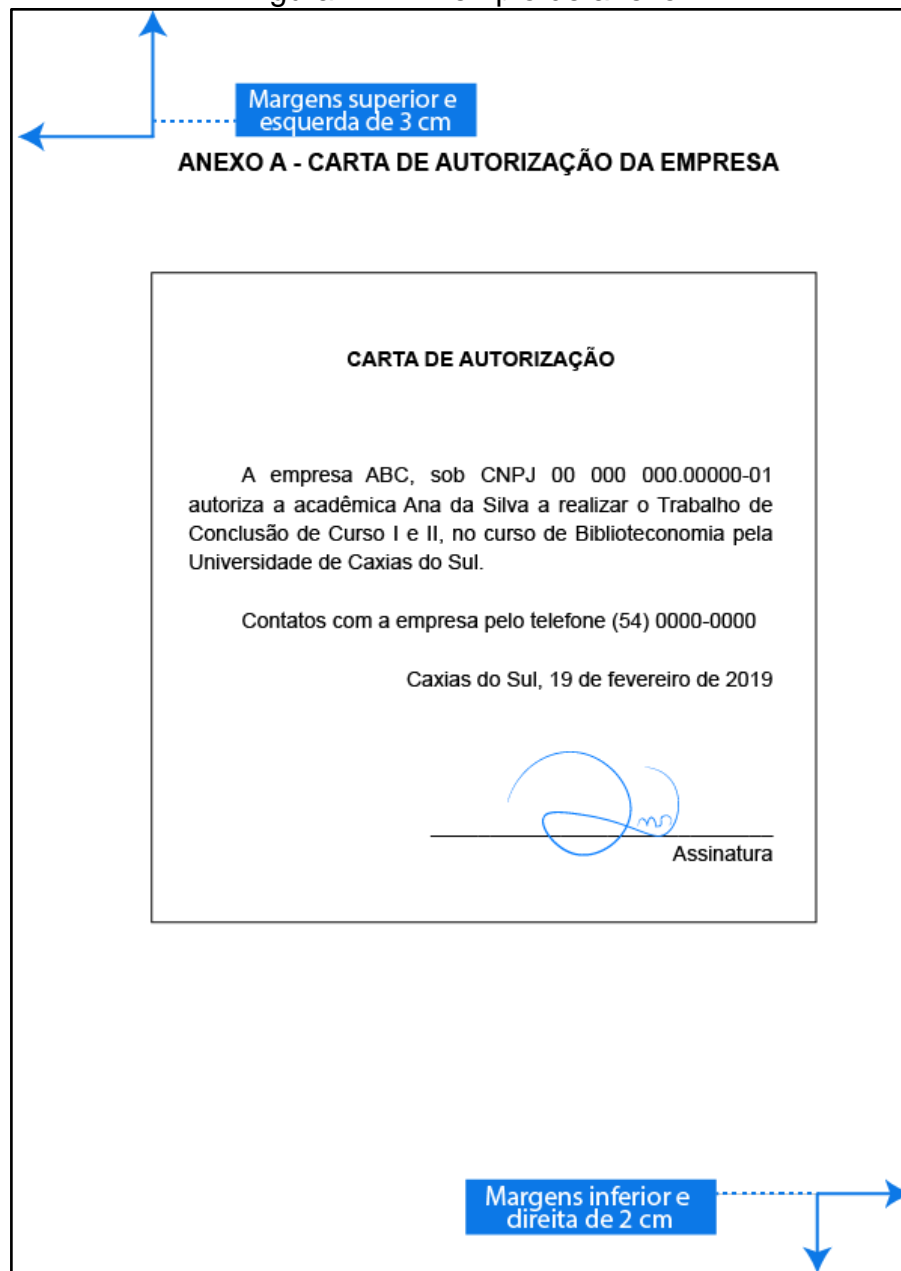 Margens superior e
esquerda de 3 cm
ANEXO A - CARTA DE AUTORIZAÇÃO DA EMPRESA
CARTA DE AUTORIZAÇÃO
A empresa ABC, sob CNPJ 00 000 000.00000-01
autoriza a acadêmica Ana da Silva a realizar o Trabalho de
Conclusão de Curso I e II, no curso de Biblioteconomia pela
Universidade de Caxias do Sul.
Contatos com a empresa pelo telefone (54) 0000-0000
Caxias do Sul, 19 de fevereiro de 2019
Assinatura
Margens inferior e
direita de 2 cm